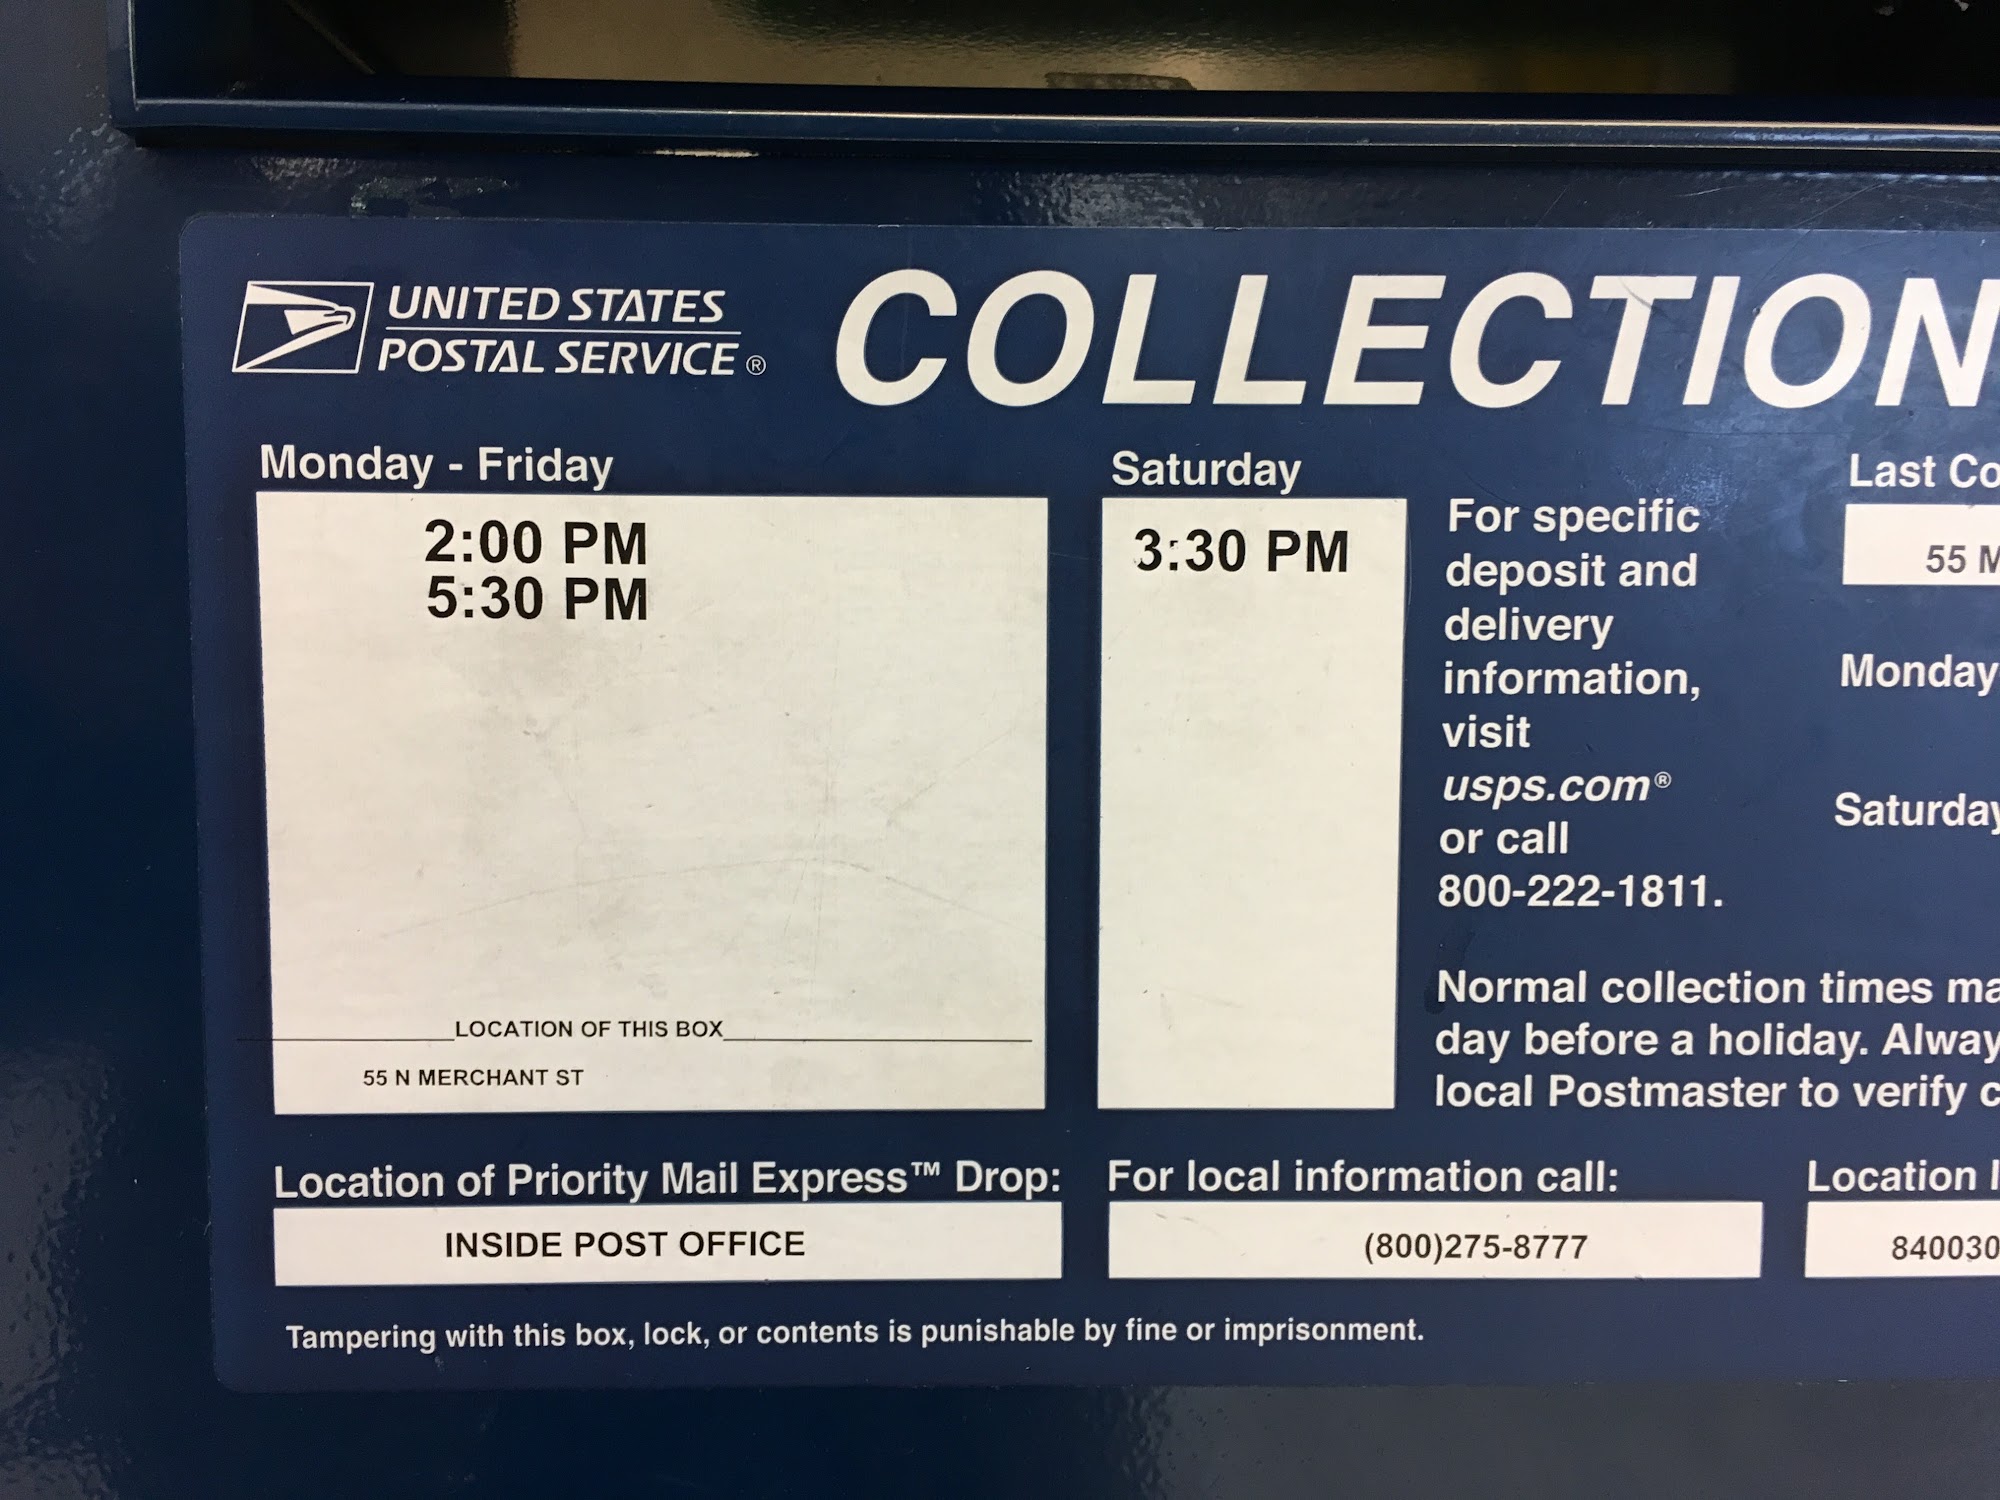 UNITED STATES
POSTAL SERVICE®
COLLECTION
Monday - Friday
2:00 PM
5:30 PM
LOCATION OF THIS BOX
55 N MERCHANT ST
Saturday
3:30 PM
For specific
deposit and
delivery
information,
visit
usps.com®
or call
800-222-1811.
Last
55
Monday
Saturday
Normal collection times
day before a holiday.
local Postmaster to verify
Location of Priority Mail Express™ Drop:
INSIDE POST OFFICE
For local information call:
(800)275-8777
Location
840030
Tampering with this box, lock, or contents is punishable by fine or imprisonment.